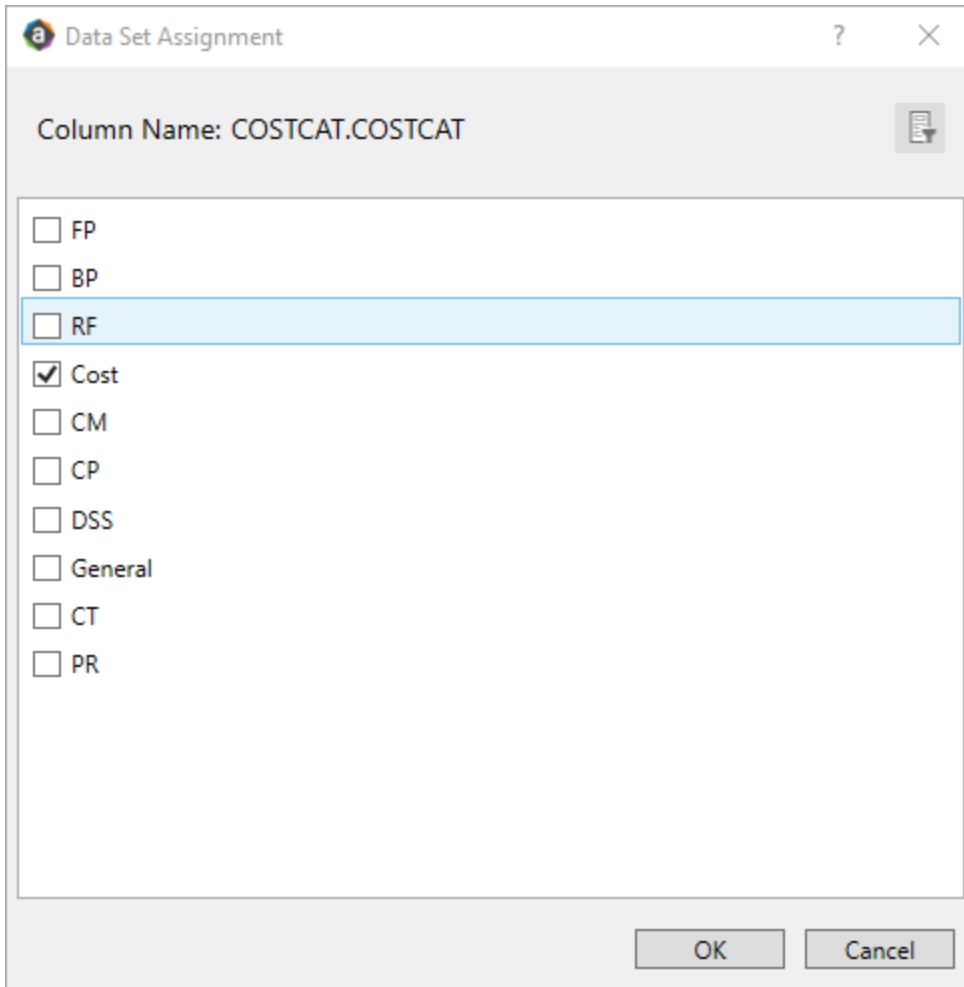 a Data Set Assignment ?
Column Name: COSTCAT.COSTCAT
FP
BP
RF
Cost
CM
CP
DSS
General
CT
PR
OK Cancel